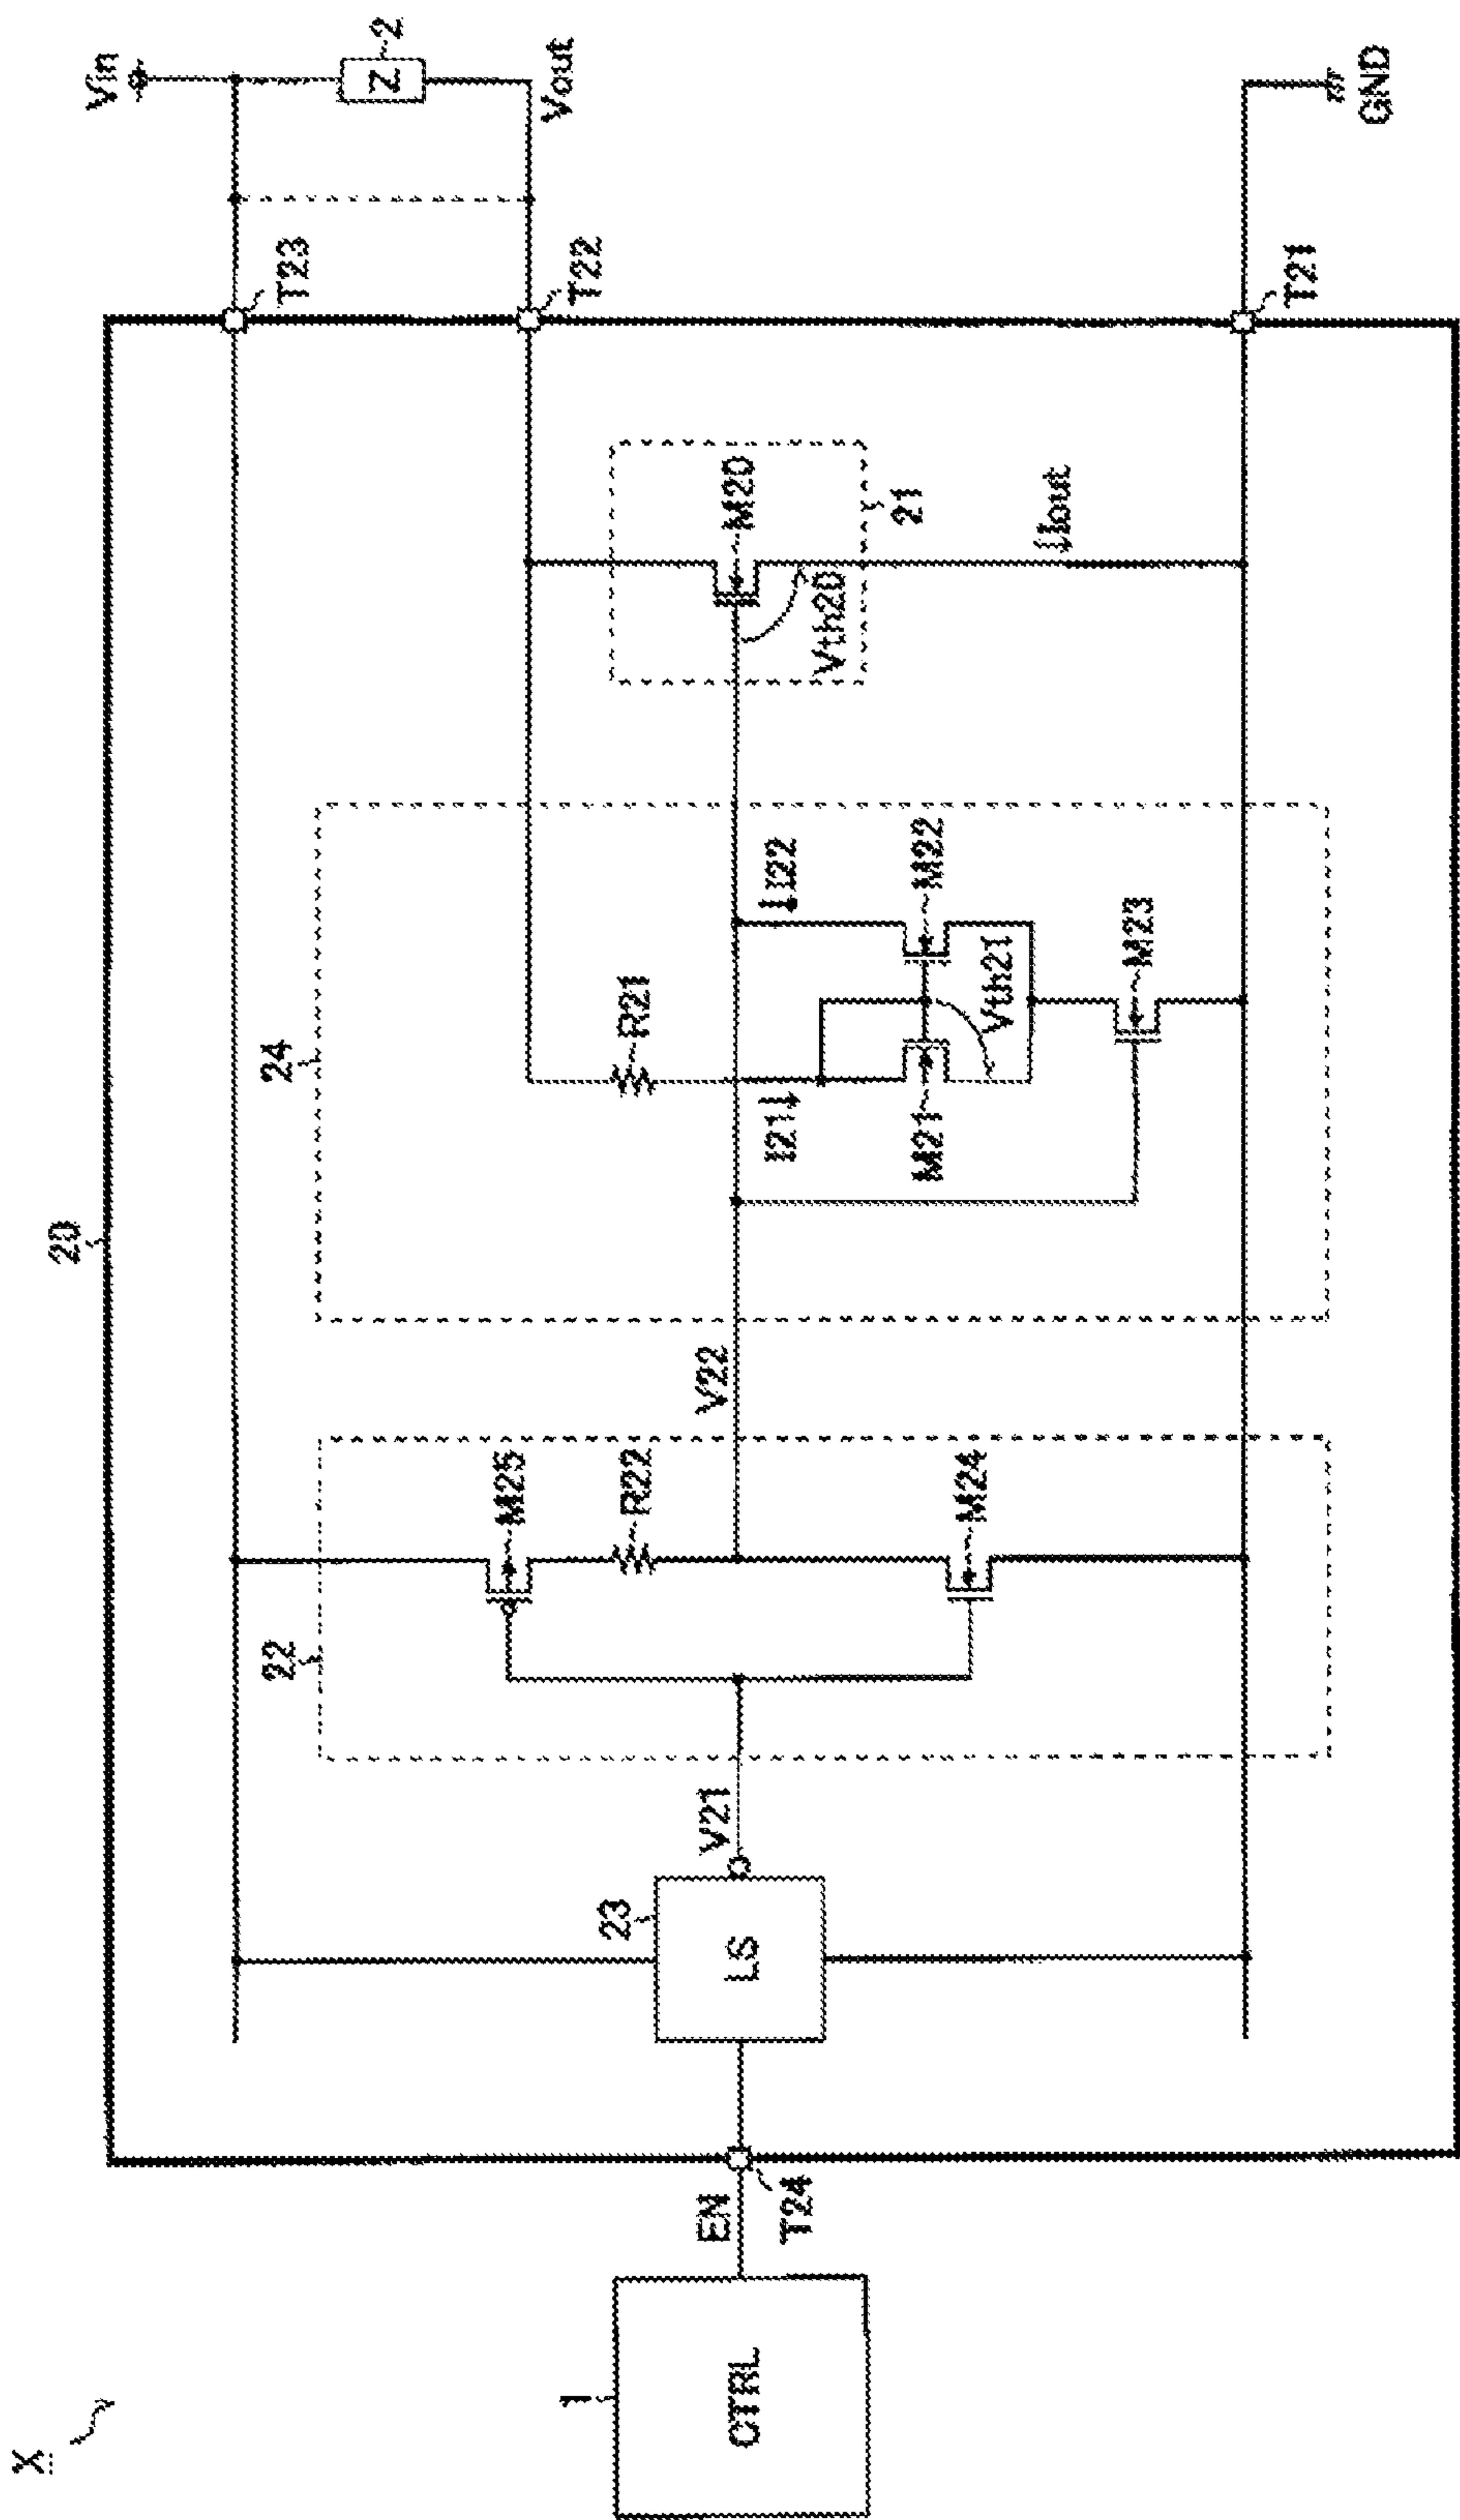 X
1
CTRL
EN
T24
20
23
LS
V21
22
M25
R22
M24
V22
24
R21
I21
I22
M21
M22
Vth21
M23
M20
Vth20
21
Iout
T23
T22
T21
Vin
Z
2
Vout
GND